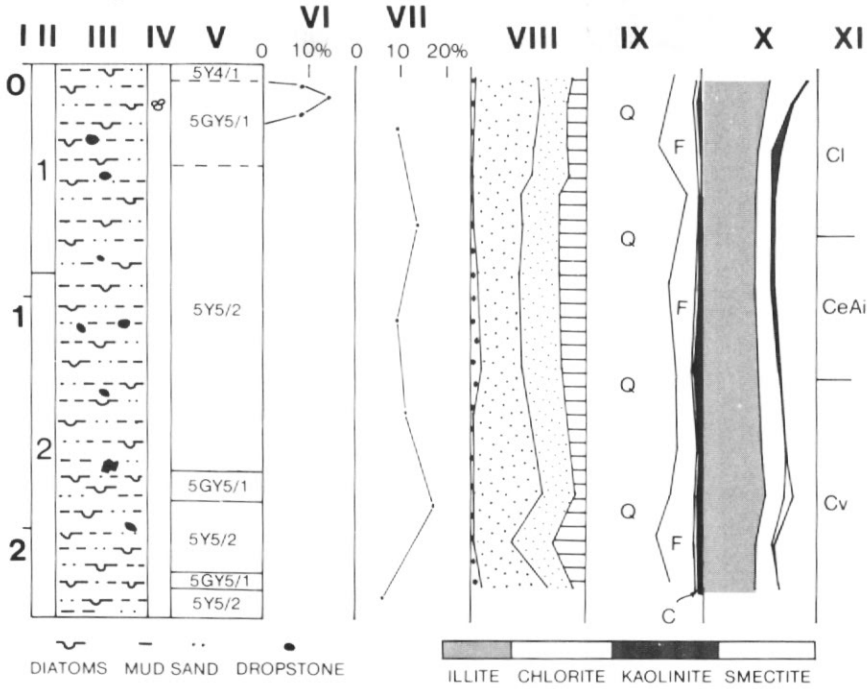 I II III IV V VI VII VIII IX X XI
0 10% 0 10 20%
0
1
1
2
2
5Y4/1
5GY5/1
5Y5/2
5GY5/1
5Y5/2
5GY5/1
5Y5/2
Q F
Q
F
Q
Q
F
C
Cl
CeAi
Cv
DIATOMS MUD SAND DROPSTONE
ILLITE CHLORITE KAOLINITE SMECTITE